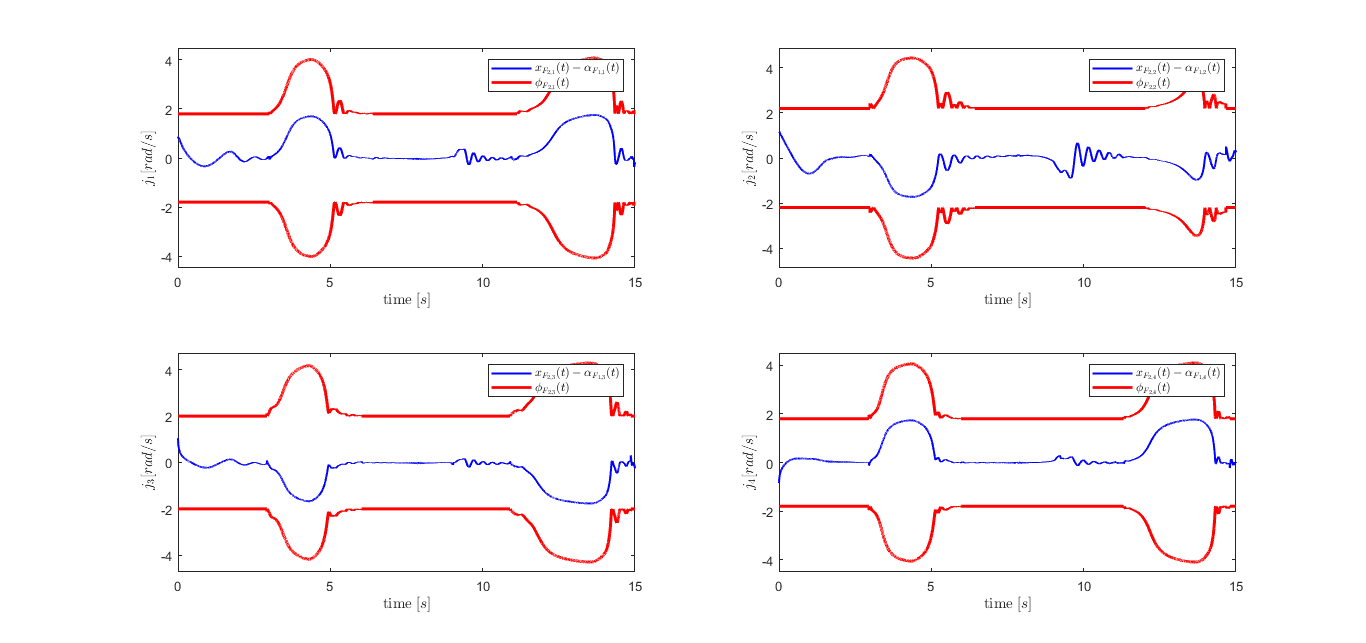 x_{F_{2,1}}(t) − α_{F_{1,1}}(t)
ϕ_{F_{2,1}}(t)
j_1[rad/s]
4
2
0
-2
-4
0 5 10 15
time [s]
x_{F_{2,2}}(t) − α_{F_{1,2}}(t)
ϕ_{F_{2,2}}(t)
j_2[rad/s]
4
2
0
-2
-4
0 5 10 15
time [s]
x_{F_{2,3}}(t) − α_{F_{1,3}}(t)
ϕ_{F_{2,3}}(t)
j_3[rad/s]
4
2
0
-2
-4
0 5 10 15
time [s]
x_{F_{2,4}}(t) − α_{F_{1,4}}(t)
ϕ_{F_{2,4}}(t)
j_4[rad/s]
4
2
0
-2
-4
0 5 10 15
time [s]